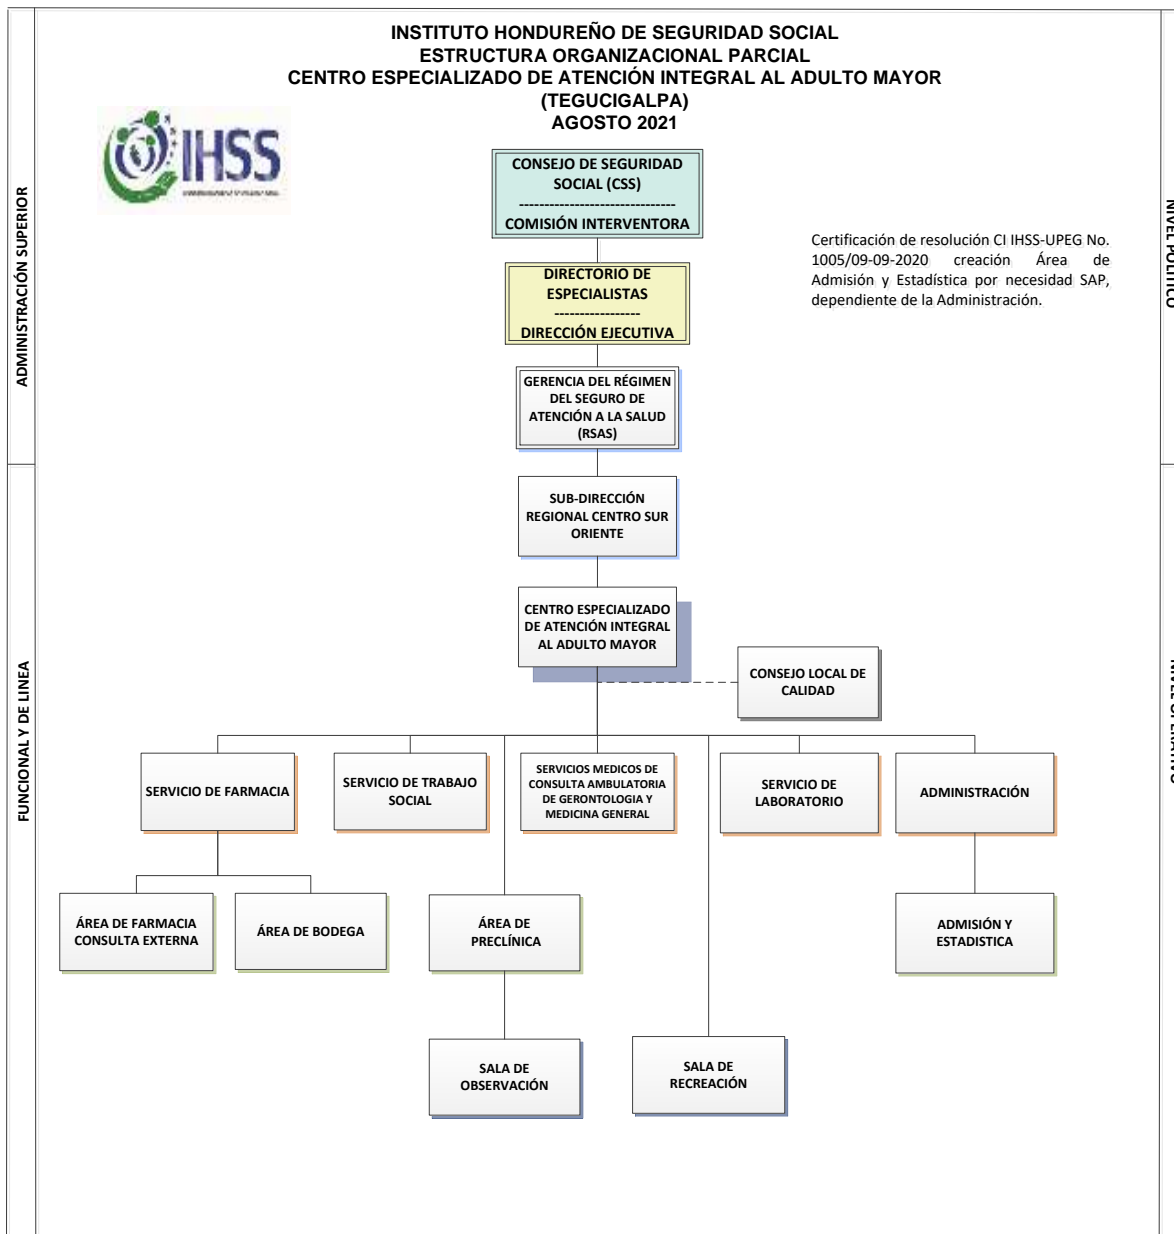 INSTITUTO HONDUREÑO DE SEGURIDAD SOCIAL
ESTRUCTURA ORGANIZACIONAL PARCIAL
CENTRO ESPECIALIZADO DE ATENCIÓN INTEGRAL AL ADULTO MAYOR
(TEGUCIGALPA)
AGOSTO 2021
IHSS
ADMINISTRACIÓN SUPERIOR
NIVEL POLITICO
CONSEJO DE SEGURIDAD
SOCIAL (CSS)
-------------------------------
COMISIÓN INTERVENTORA
Certificación de resolución CI IHSS-UPEG No.
1005/09-09-2020 creación Área de
Admisión y Estadística por necesidad SAP,
dependiente de la Administración.
DIRECTORIO DE
ESPECIALISTAS
-----------------
DIRECCIÓN EJECUTIVA
GERENCIA DEL RÉGIMEN
DEL SEGURO DE
ATENCIÓN A LA SALUD
(RSAS)
FUNCIONAL Y DE LINEA
SUB-DIRECCIÓN
REGIONAL CENTRO SUR
ORIENTE
CENTRO ESPECIALIZADO
DE ATENCIÓN INTEGRAL
AL ADULTO MAYOR
CONSEJO LOCAL DE
CALIDAD
SERVICIO DE FARMACIA
SERVICIO DE TRABAJO
SOCIAL
SERVICIOS MEDICOS DE
CONSULTA AMBULATORIA
DE GERONTOLOGIA Y
MEDICINA GENERAL
SERVICIO DE
LABORATORIO
ADMINISTRACIÓN
ÁREA DE FARMACIA
CONSULTA EXTERNA
ÁREA DE BODEGA
ÁREA DE
PRECLÍNICA
ADMISIÓN Y
ESTADISTICA
SALA DE
OBSERVACIÓN
SALA DE
RECREACIÓN